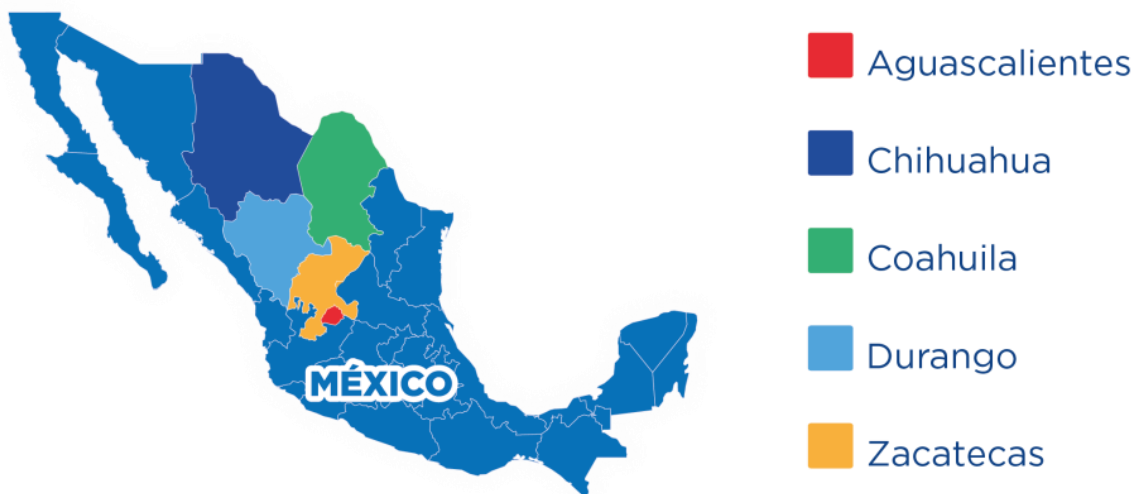 Aguascalientes
Chihuahua
Coahuila
Durango
MÉXICO
Zacatecas